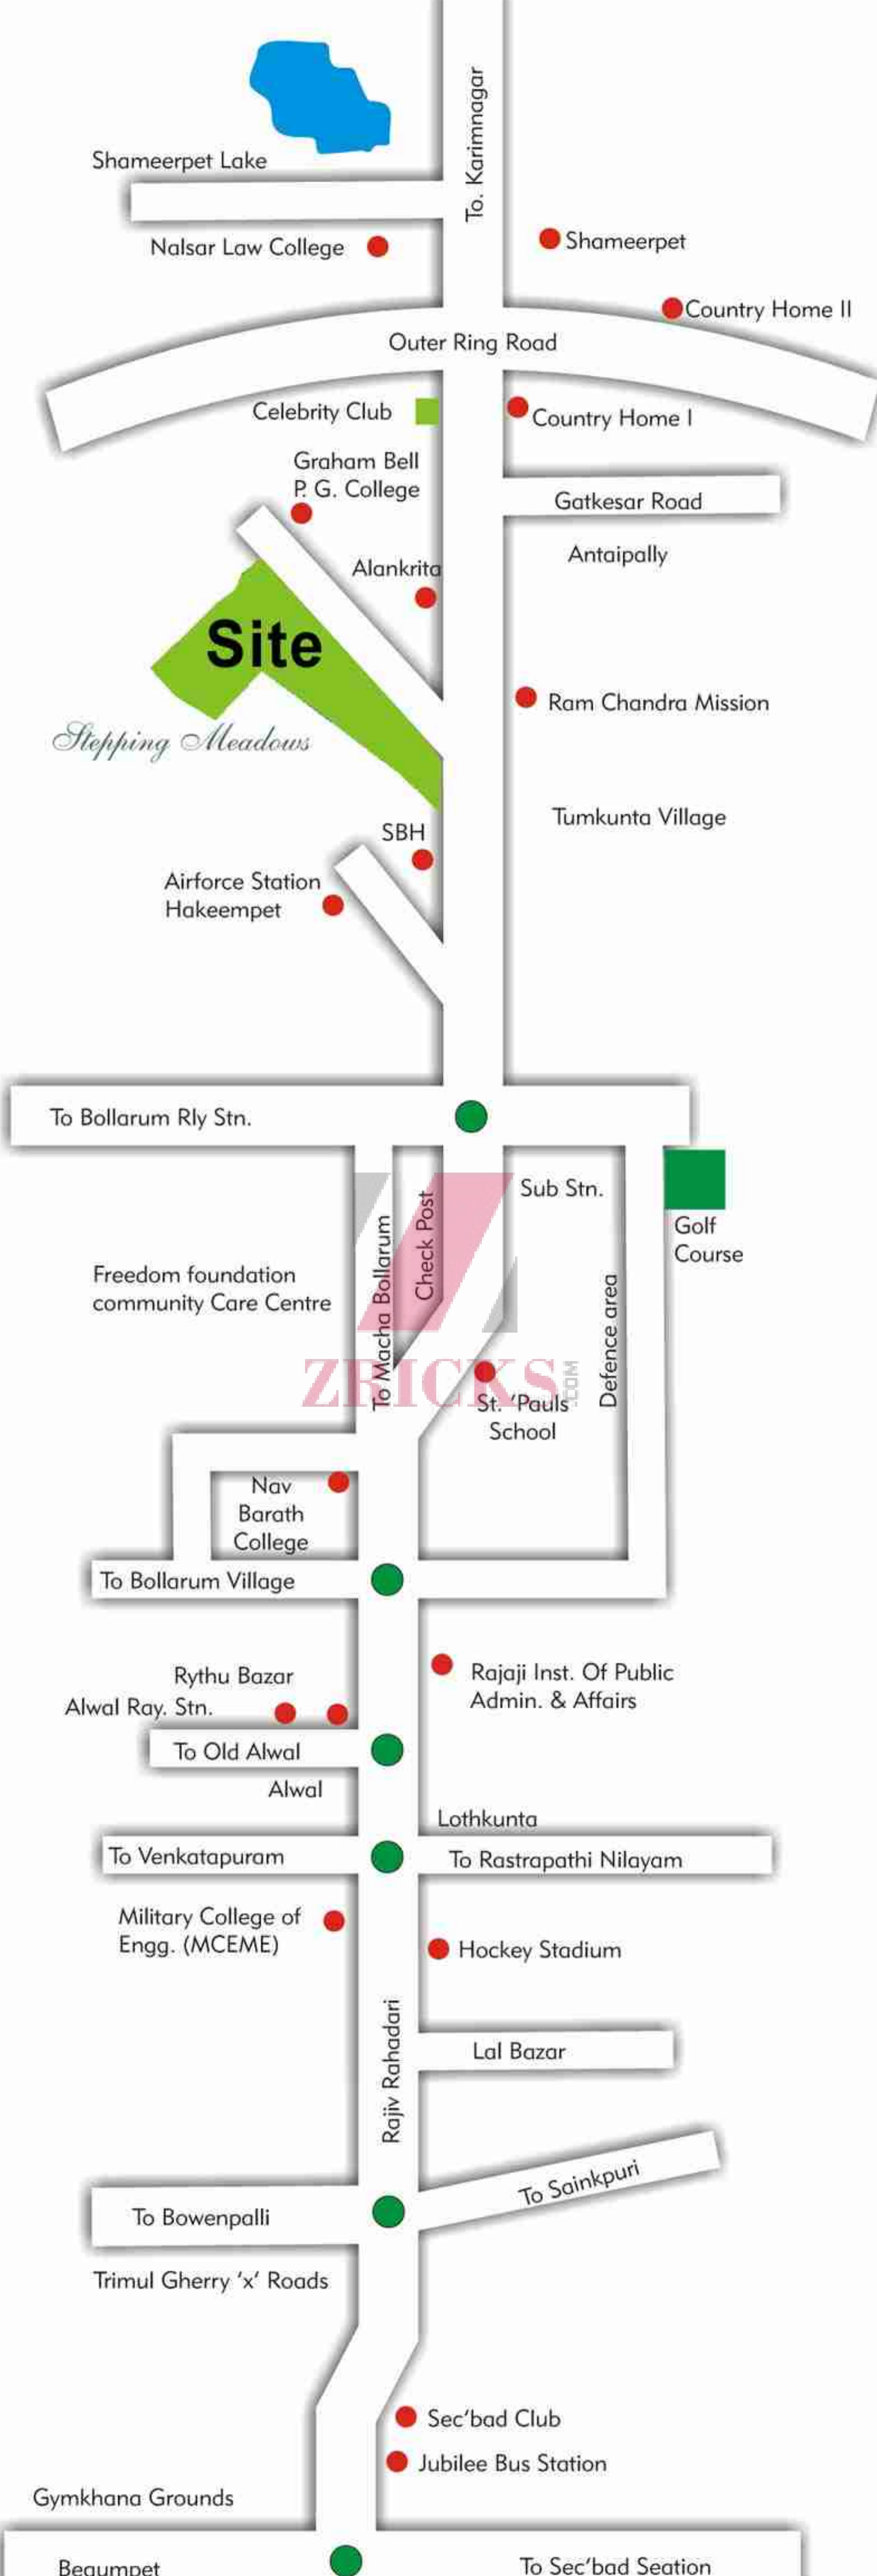 To. Karimnagar
Shameerpet Lake
Nalsar Law College
Shameerpet
Country Home II
Outer Ring Road
Celebrity Club
Country Home I
Graham Bell
P. G. College
Gatkesar Road
Antaipally
Alankrita
Site
Stepping Meadows
Ram Chandra Mission
Tumkunta Village
SBH
Airforce Station
Hakeempet
To Bollarum Rly Stn.
Sub Stn.
Golf
Course
Check Post
To Macha Bollarum
Defence area
Freedom foundation
community Care Centre
ZRICKS.COM
St. 'Pauls
School
Nav
Barath
College
To Bollarum Village
Rythu Bazar
Alwal Ray. Stn.
Rajaji Inst. Of Public
Admin. & Affairs
To Old Alwal
Alwal
Lothkunta
To Venkatapuram
To Rastrapathi Nilayam
Military College of
Engg. (MCEME)
Hockey Stadium
Rajiv Rahadari
Lal Bazar
To Sainkpuri
To Bowenpalli
Trimul Gherry 'x' Roads
Sec'bad Club
Jubilee Bus Station
Gymkhana Grounds
Begumpet
To Sec'bad Seation